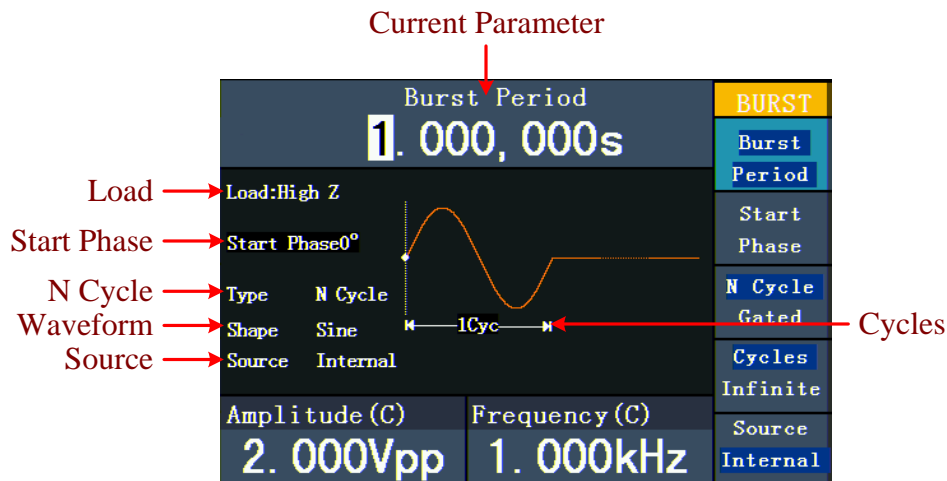 Current Parameter
Burst Period
1.000,000s
BURST
Burst
Period
Start
Phase
N Cycle
Gated
Cycles
Infinite
Source
Internal
Load
Load:High Z
Start Phase
Start Phase0°
N Cycle
Type N Cycle
Waveform
Shape Sine
Source
Source Internal
1Cyc
Cycles
Amplitude(C)
2.000Vpp
Frequency(C)
1.000kHz